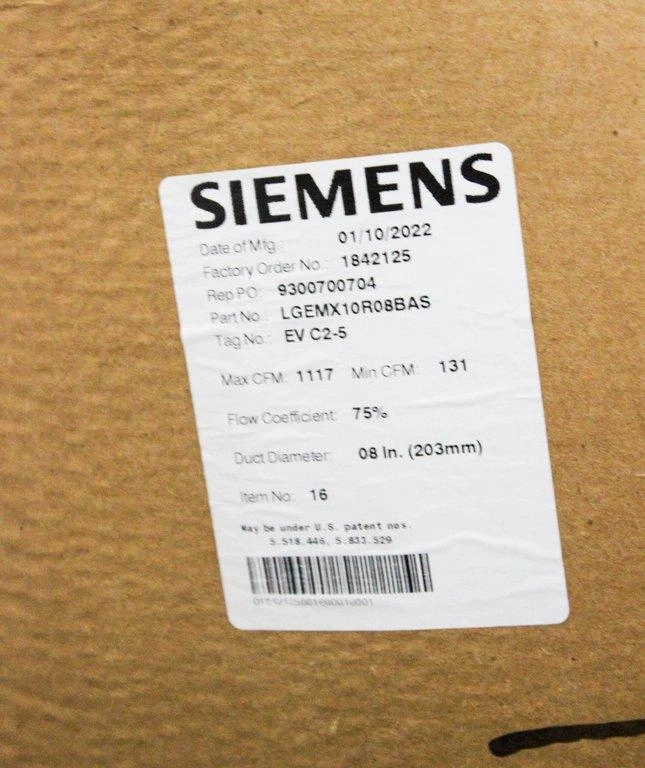 SIEMENS
Date of Mfg.: 01/10/2022
Factory Order No.: 1842125
Rep PO: 9300700704
Part No.: LGEMX10R08BAS
Tag No.: EV C2-5
Max CFM: 1117 Min CFM: 131
Flow Coefficient: 75%
Duct Diameter: 08 In. (203mm)
Item No: 16
May be under U.S. patent nos.
5.518.446, 5.833.529